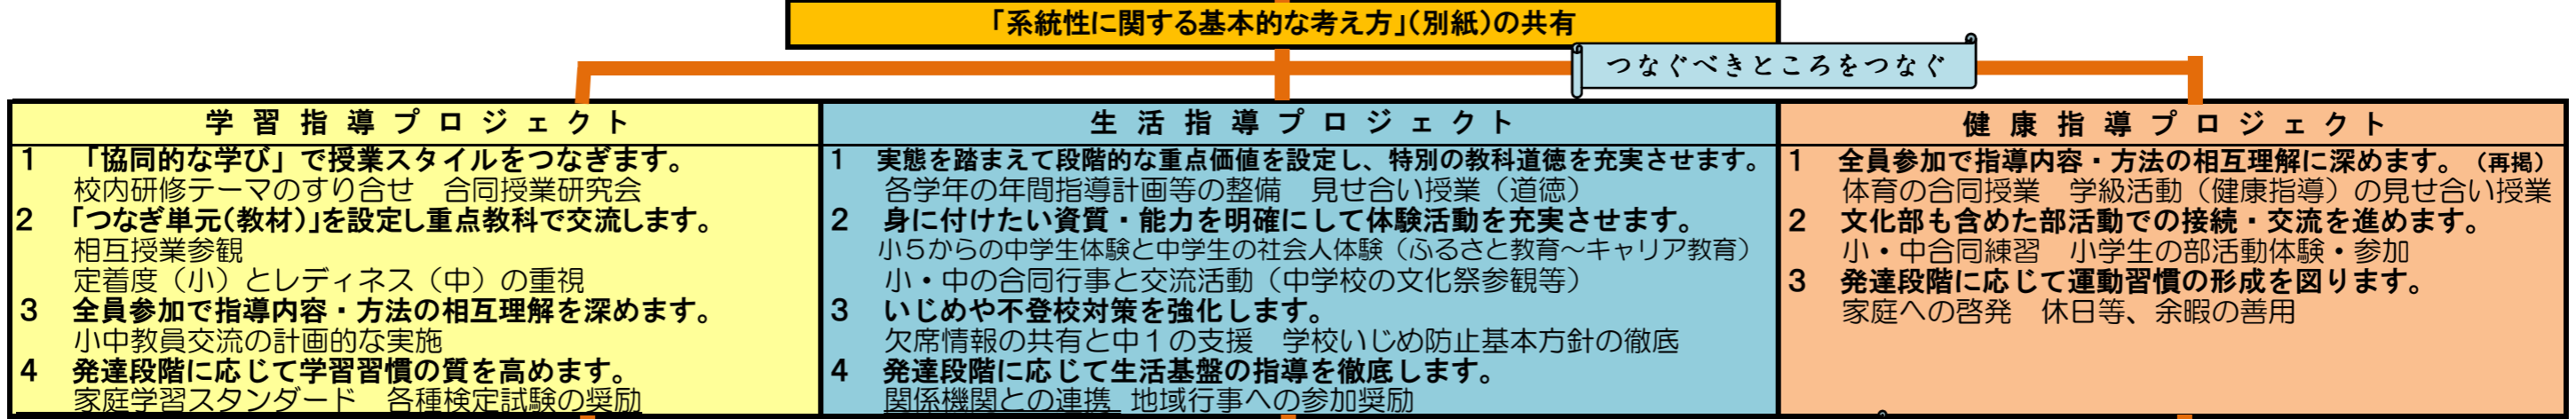 「系統性に関する基本的な考え方」(別紙)の共有
つなぐべきところをつなぐ
学習指導プロジェクト
1 「協同的な学び」で授業スタイルをつなぎます。
校内研修テーマのすり合せ 合同授業研究会
2 「つなぎ単元(教材)」を設定し重点教科で交流します。
相互授業参観
定着度（小）とレディネス（中）の重視
3 全員参加で指導内容・方法の相互理解を深めます。
小中教員交流の計画的な実施
4 発達段階に応じて学習習慣の質を高めます。
家庭学習スタンダード 各種検定試験の奨励
生活指導プロジェクト
1 実態を踏まえて段階的な重点価値を設定し、特別の教科道徳を充実させます。
各学年の年間指導計画等の整備 見せ合い授業（道徳）
2 身に付けたい資質・能力を明確にして体験活動を充実させます。
小５からの中学生体験と中学生の社会人体験（ふるさと教育～キャリア教育）
小・中の合同行事と交流活動（中学校の文化祭参観等）
3 いじめや不登校対策を強化します。
欠席情報の共有と中１の支援 学校いじめ防止基本方針の徹底
4 発達段階に応じて生活基盤の指導を徹底します。
関係機関との連携 地域行事への参加奨励
健康指導プロジェクト
1 全員参加で指導内容・方法の相互理解に深めます。（再掲）
体育の合同授業 学級活動（健康指導）の見せ合い授業
2 文化部も含めた部活動での接続・交流を進めます。
小・中合同練習 小学生の部活動体験・参加
3 発達段階に応じて運動習慣の形成を図ります。
家庭への啓発 休日等、余暇の善用